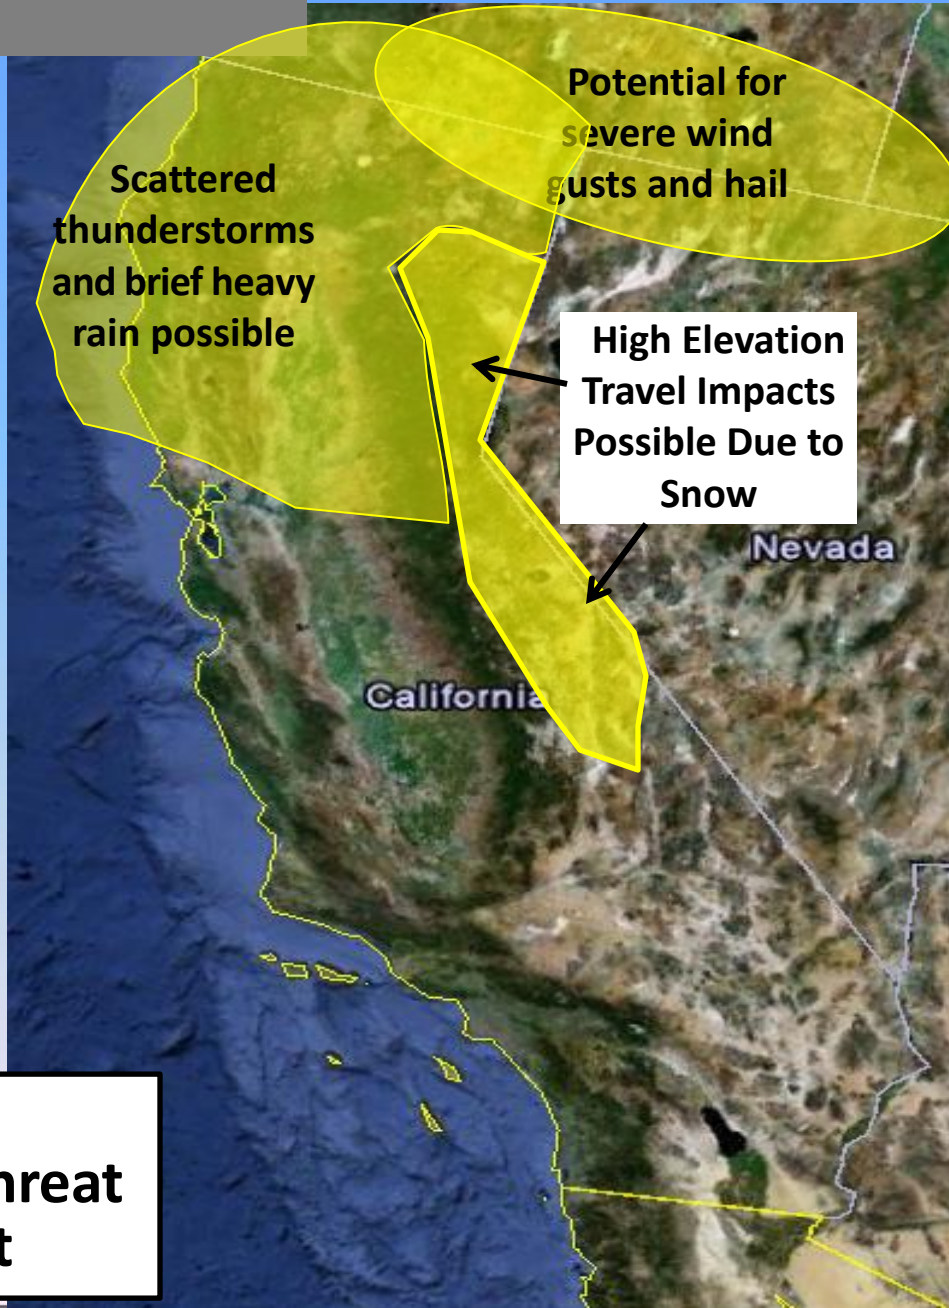 Potential for
severe wind
gusts and hail
Scattered
thunderstorms
and brief heavy
rain possible
High Elevation
Travel Impacts
Possible Due to
Snow
Nevada
California